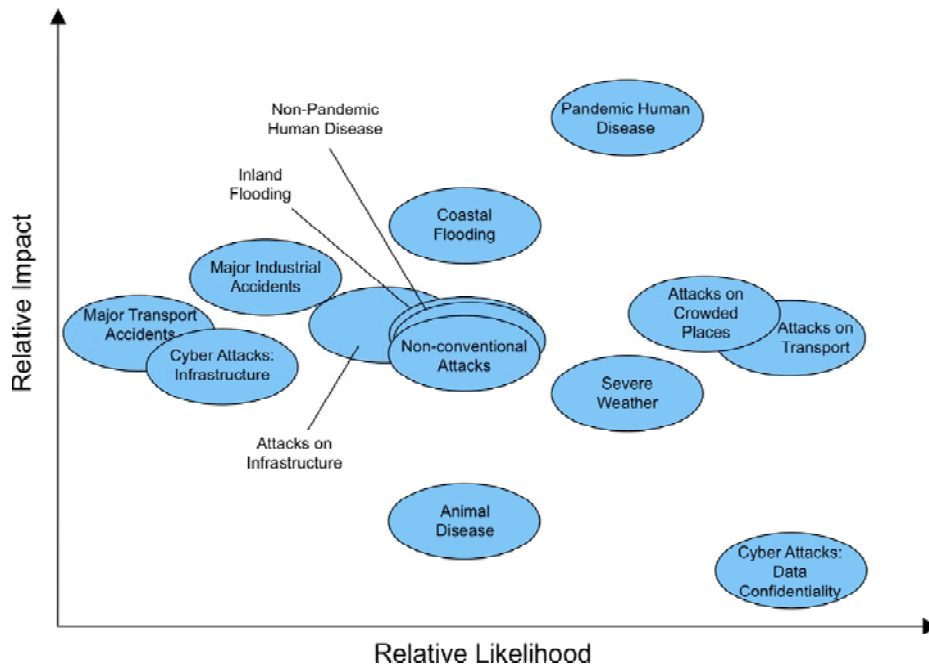 Non-Pandemic
Human Disease
Pandemic Human
Disease
Inland
Flooding
Coastal
Flooding
Major Industrial
Accidents
Attacks on
Crowded
Places
Major Transport
Accidents
Attacks on
Transport
Cyber Attacks:
Infrastructure
Non-conventional
Attacks
Severe
Weather
Attacks on
Infrastructure
Animal
Disease
Cyber Attacks:
Data
Confidentiality
Relative Impact
Relative Likelihood